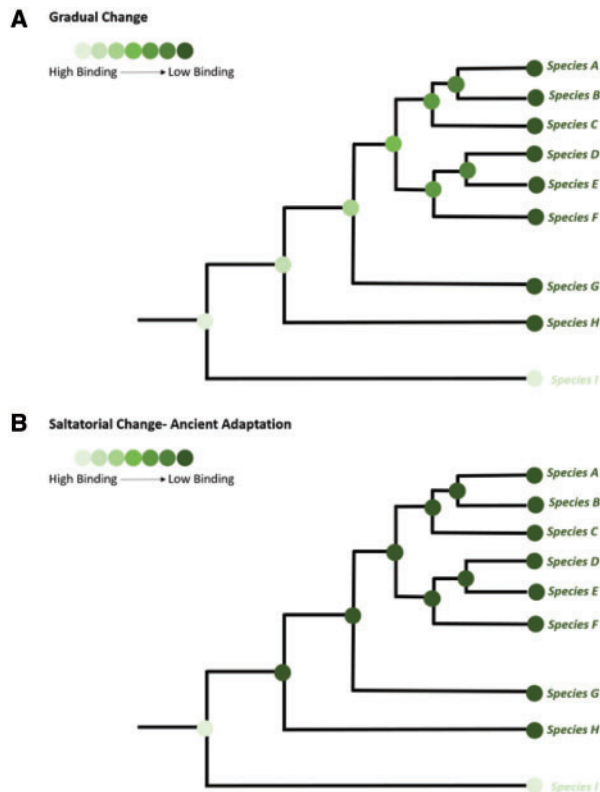 A
Gradual Change
High Binding → Low Binding
Species A
Species B
Species C
Species D
Species E
Species F
Species G
Species H
Species I
B
Saltatorial Change- Ancient Adaptation
High Binding → Low Binding
Species A
Species B
Species C
Species D
Species E
Species F
Species G
Species H
Species I